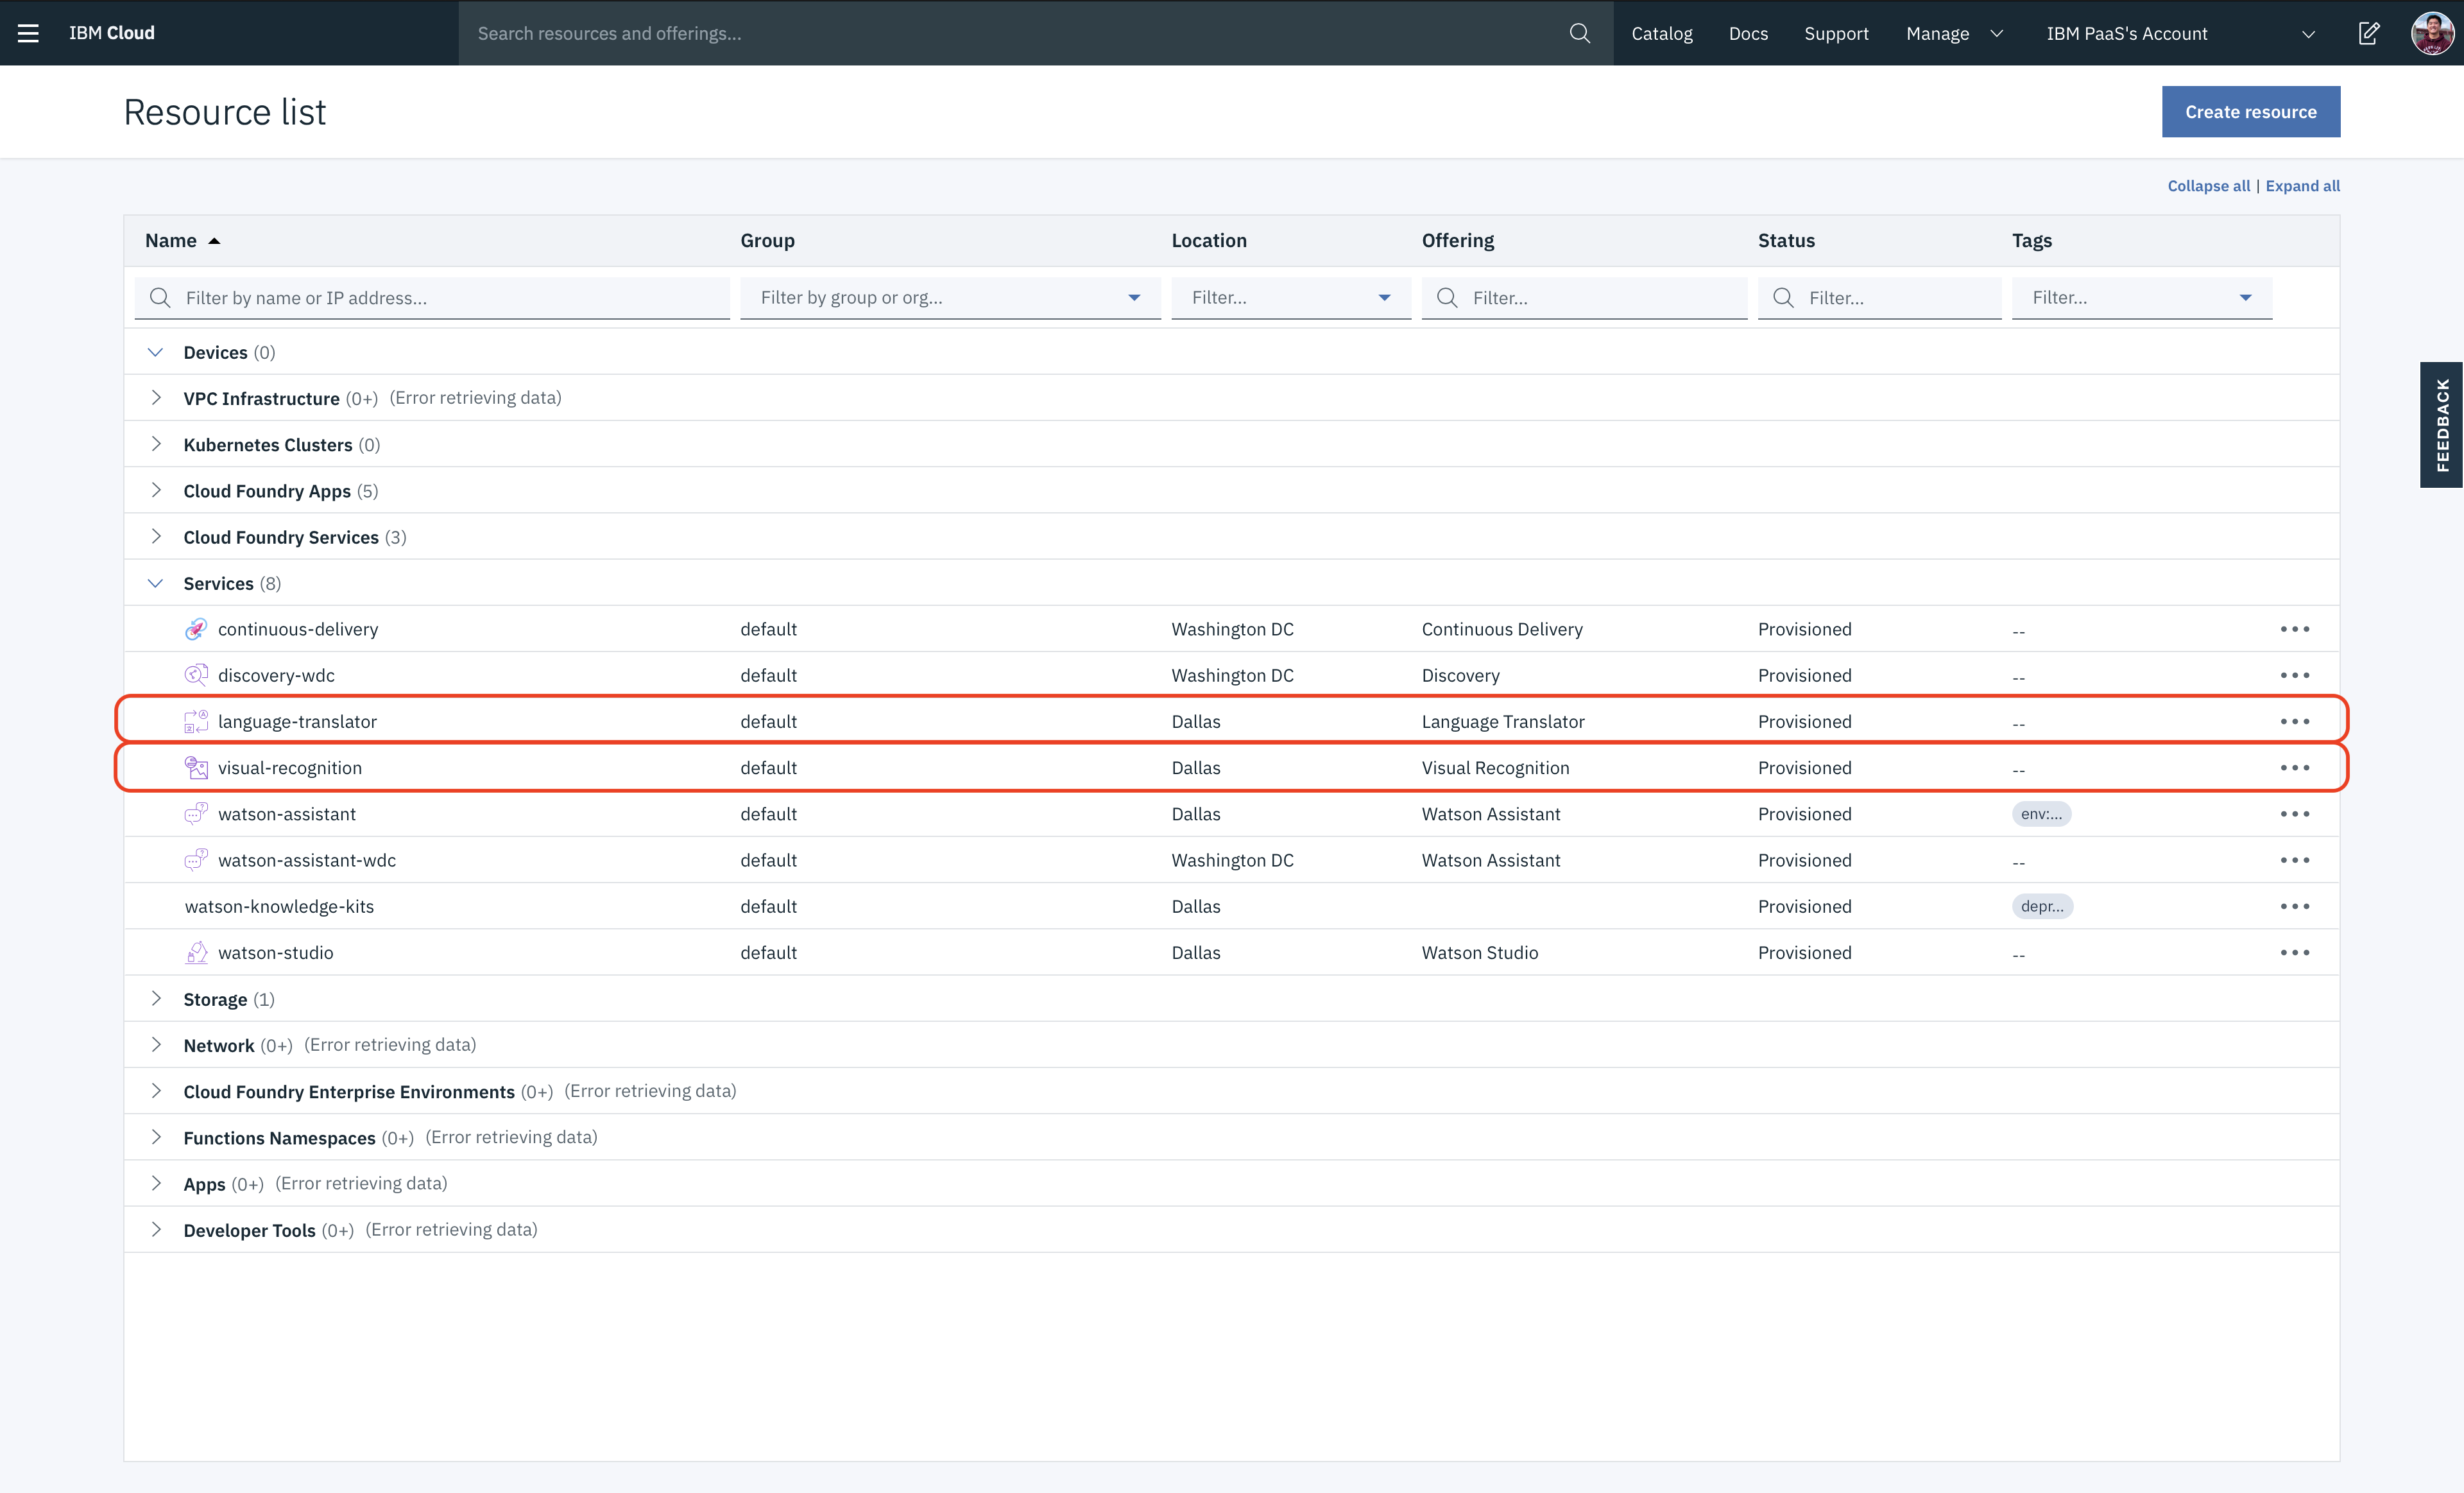 IBM Cloud
Search resources and offerings...
Catalog Docs Support Manage IBM PaaS's Account
Resource list
Create resource
Collapse all | Expand all
Name Group Location Offering Status Tags
Filter by name or IP address... Filter by group or org... Filter... Filter... Filter... Filter...
Devices (0)
VPC Infrastructure (0+) (Error retrieving data)
Kubernetes Clusters (0)
Cloud Foundry Apps (5)
Cloud Foundry Services (3)
Services (8)
continuous-delivery default Washington DC Continuous Delivery Provisioned --
discovery-wdc default Washington DC Discovery Provisioned --
language-translator default Dallas Language Translator Provisioned --
visual-recognition default Dallas Visual Recognition Provisioned --
watson-assistant default Dallas Watson Assistant Provisioned env:...
watson-assistant-wdc default Washington DC Watson Assistant Provisioned --
watson-knowledge-kits default Dallas Provisioned depr...
watson-studio default Dallas Watson Studio Provisioned --
Storage (1)
Network (0+) (Error retrieving data)
Cloud Foundry Enterprise Environments (0+) (Error retrieving data)
Functions Namespaces (0+) (Error retrieving data)
Apps (0+) (Error retrieving data)
Developer Tools (0+) (Error retrieving data)
FEEDBACK